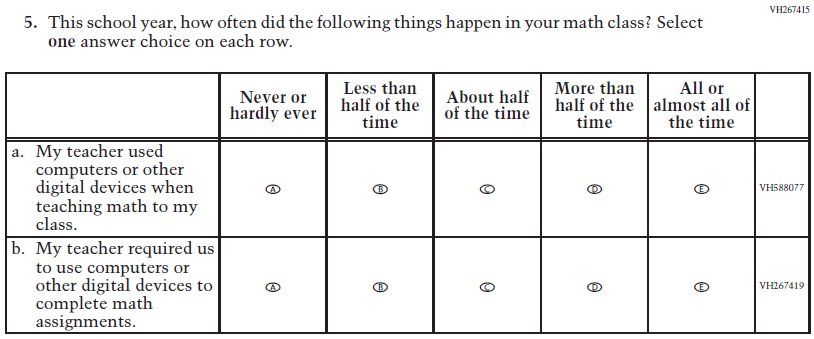 VH267415
5. This school year, how often did the following things happen in your math class? Select
one answer choice on each row.
Never or
hardly ever
Less than
half of the
time
About half
of the time
More than
half of the
time
All or
almost all of
the time
a. My teacher used
computers or other
digital devices when
teaching math to my
class.
A B C D E VH588077
b. My teacher required us
to use computers or
other digital devices to
complete math
assignments.
A B C D E VH267419